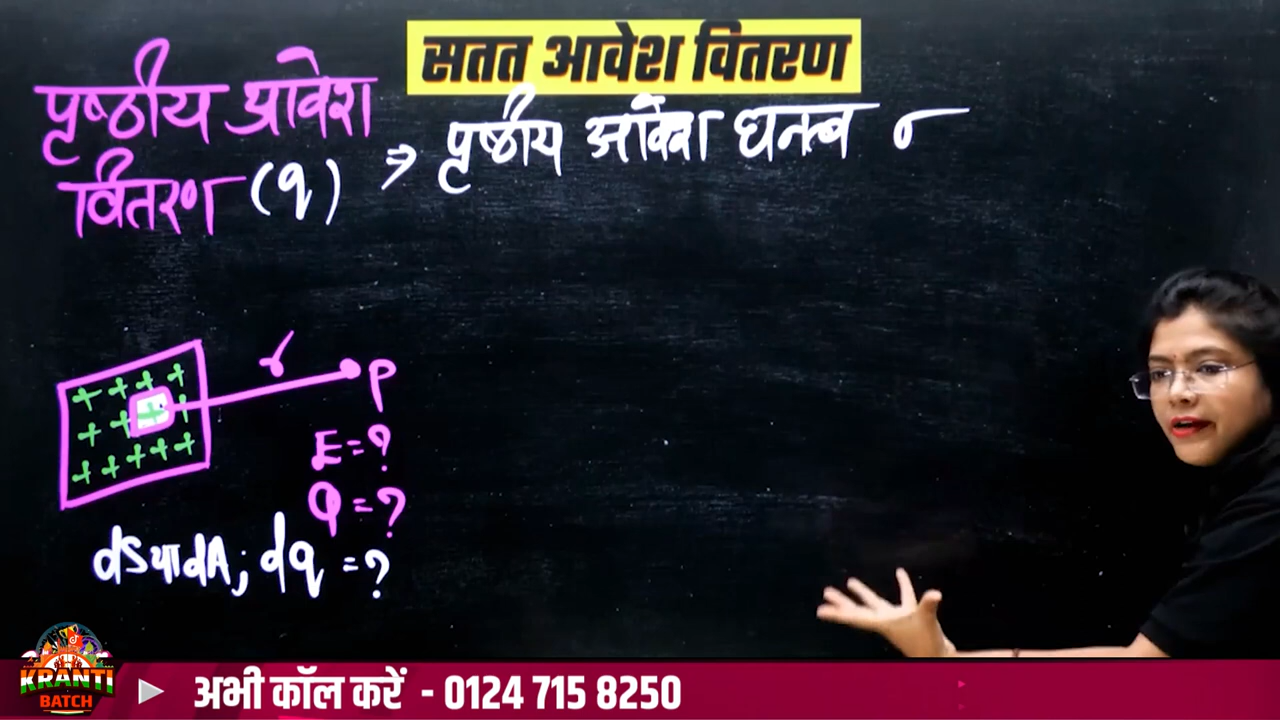 सतत आवेश वितरण
पृष्ठीय आवेश
वितरण (q)
⇒ पृष्ठीय आवेश घनत्व σ
r
P
E=?
Q=?
dS या dA; dq =?
KRANTI
BATCH
अभी कॉल करें - 0124 715 8250